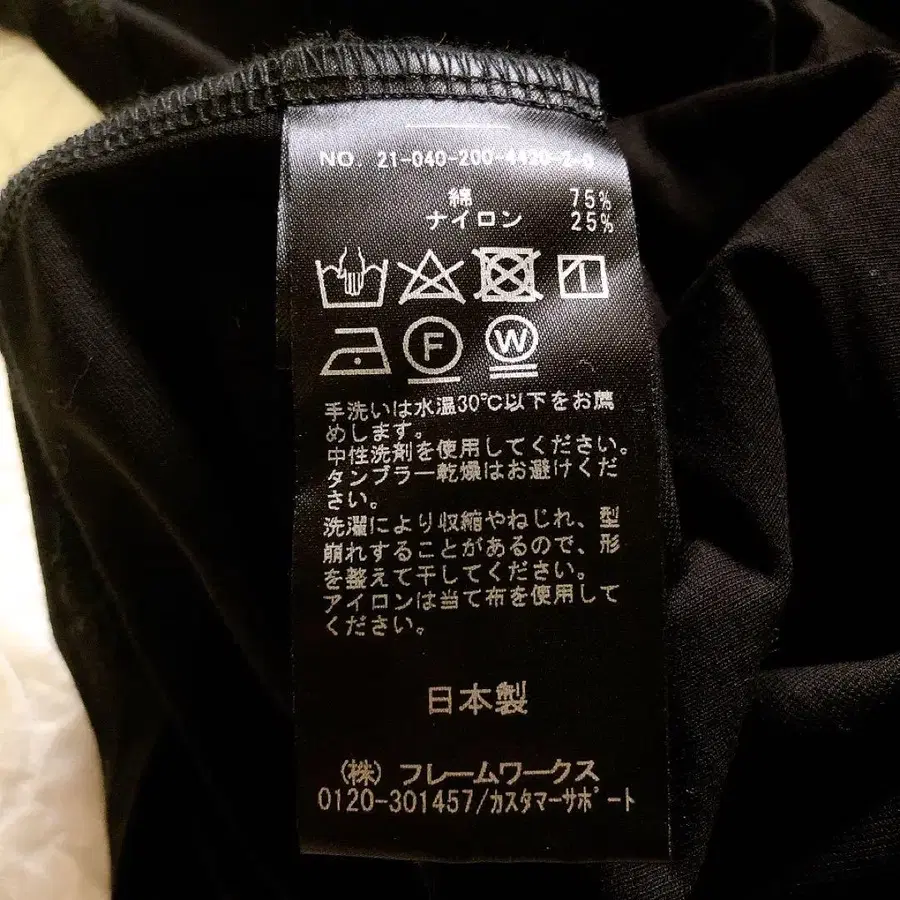 NO. 21-040-200-4420-2-0
綿 75%
ナイロン 25%
F W
手洗いは水温30℃以下をお薦
めします。
中性洗剤を使用してください。
タンブラー乾燥はお避けくだ
さい。
洗濯により収縮やねじれ、型
崩れすることがあるので、形
を整えて干してください。
アイロンは当て布を使用して
ください。
日本製
(株) フレームワークス
0120-301457/カスタマーサポート